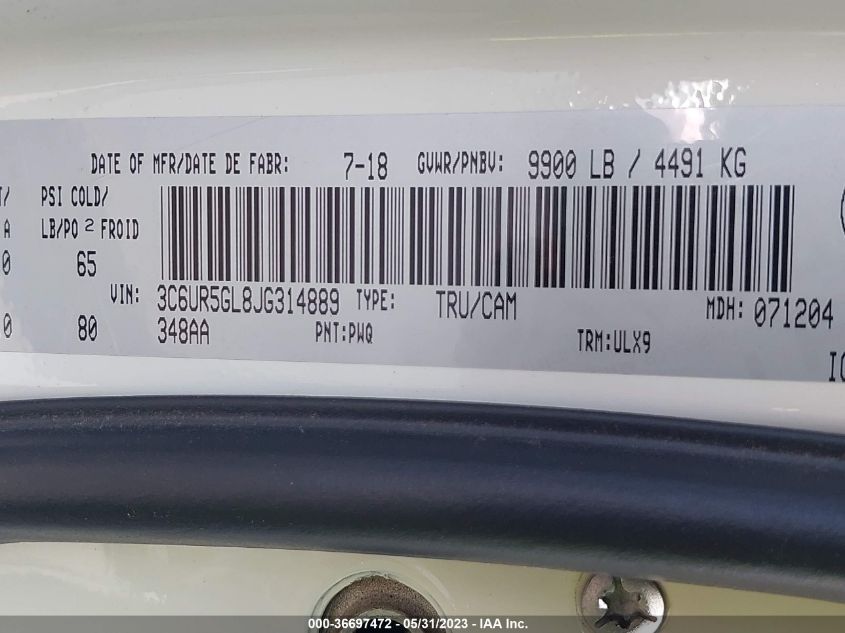 DATE OF MFR/DATE DE FABR: 7-18 GVWR/PNBV: 9900 LB / 4491 KG
T/ PSI COLD/
A LB/PO 2 FROID
0 65
VIN: 3C6UR5GL8JG314889 TYPE: TRU/CAM MDH: 071204
0 80 348AA PNT:PWQ TRM:ULX9
000-36697472 - 05/31/2023 - IAA Inc.